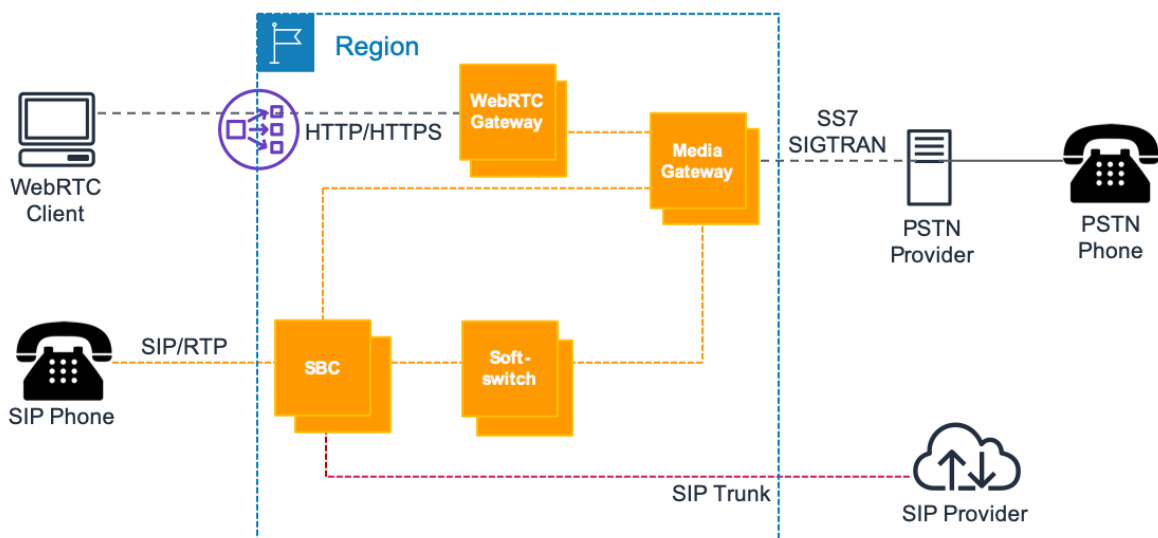 Region
WebRTC
Gateway
HTTP/HTTPS
SS7
SIGTRAN
Media
Gateway
WebRTC
Client
PSTN
Provider
PSTN
Phone
SIP/RTP
SBC
Soft-
switch
SIP Phone
SIP Trunk
SIP Provider